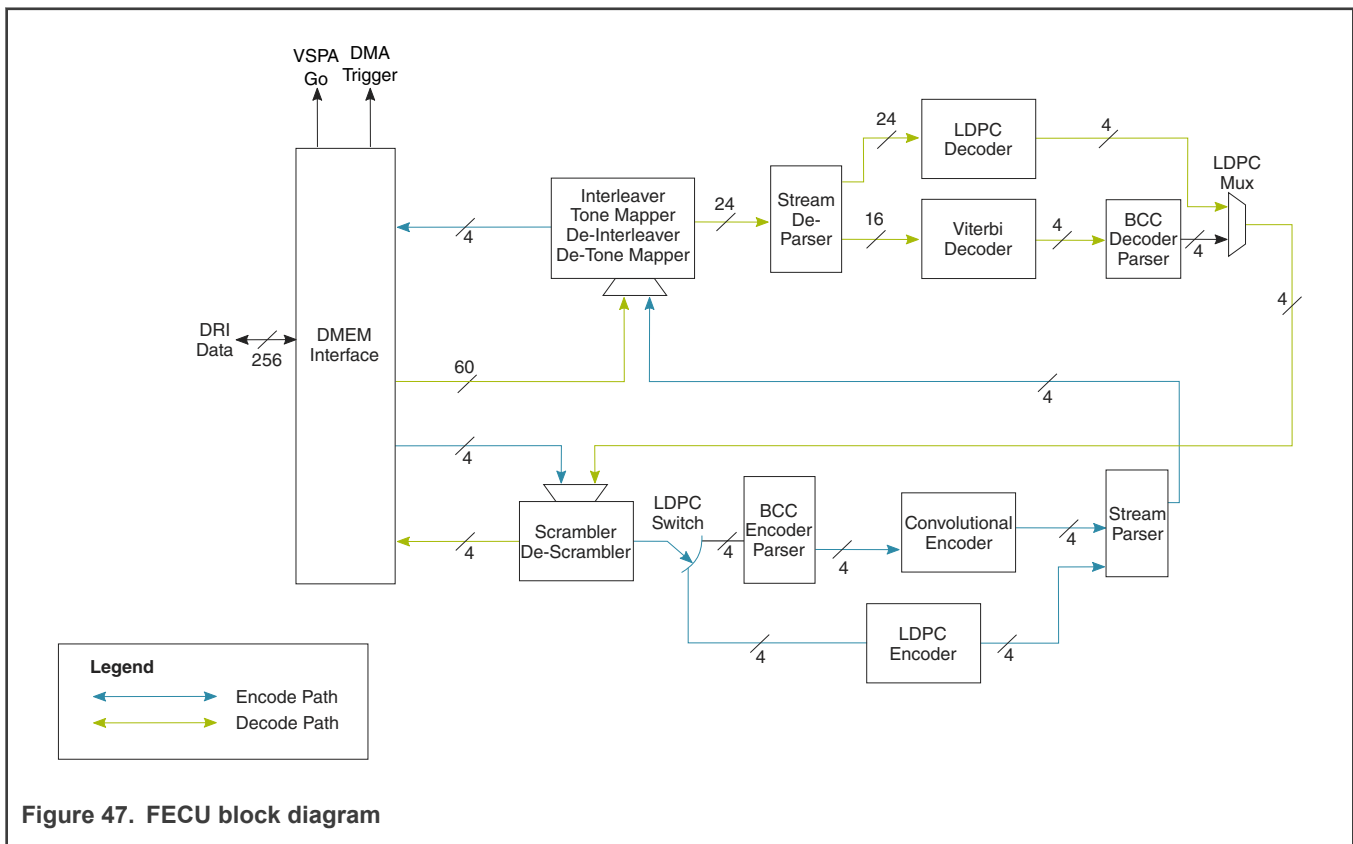 VSPA
Go
DMA
Trigger
Interleaver
Tone Mapper
De-Interleaver
De-Tone Mapper
24
Stream
De-
Parser
24
LDPC
Decoder
4
LDPC
Mux
16
Viterbi
Decoder
4
BCC
Decoder
Parser
4
4
4
DRI
Data
256
DMEM
Interface
60
4
4
Scrambler
De-Scrambler
4
LDPC
Switch
4
BCC
Encoder
Parser
4
Convolutional
Encoder
4
Stream
Parser
4
LDPC
Encoder
4
Legend
Encode Path
Decode Path
Figure 47. FECU block diagram